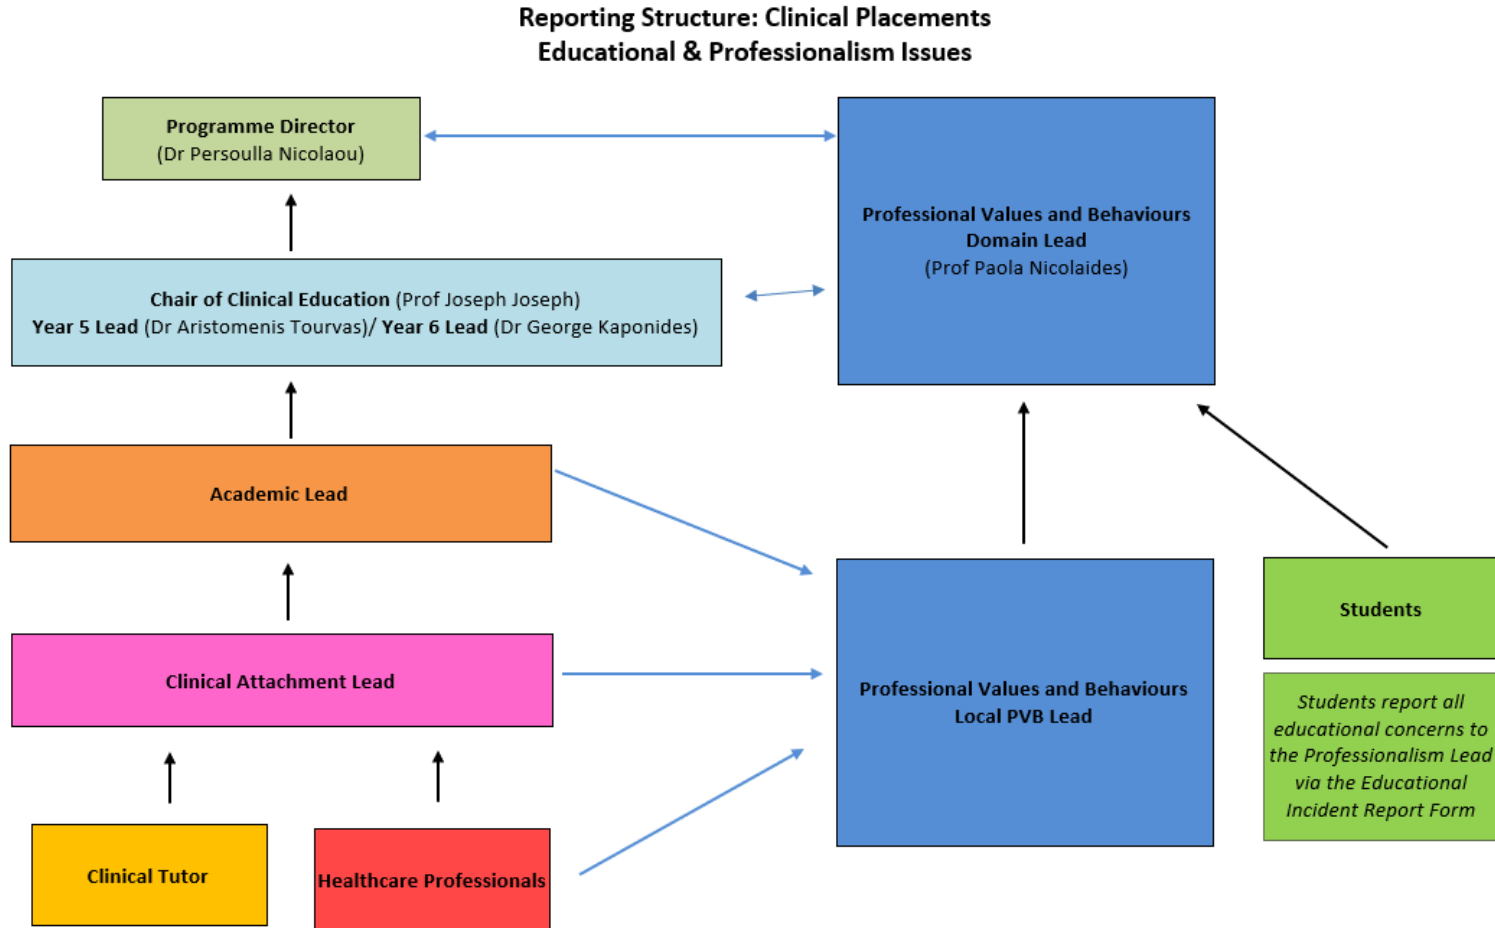 Reporting Structure: Clinical Placements
Educational & Professionalism Issues
Programme Director
(Dr Persoulla Nicolaou)
Professional Values and Behaviours
Domain Lead
(Prof Paola Nicolaides)
Chair of Clinical Education (Prof Joseph Joseph)
Year 5 Lead (Dr Aristomenis Tourvas)/ Year 6 Lead (Dr George Kaponides)
Academic Lead
Clinical Attachment Lead
Professional Values and Behaviours
Local PVB Lead
Students
Students report all
educational concerns to
the Professionalism Lead
via the Educational
Incident Report Form
Clinical Tutor
Healthcare Professionals